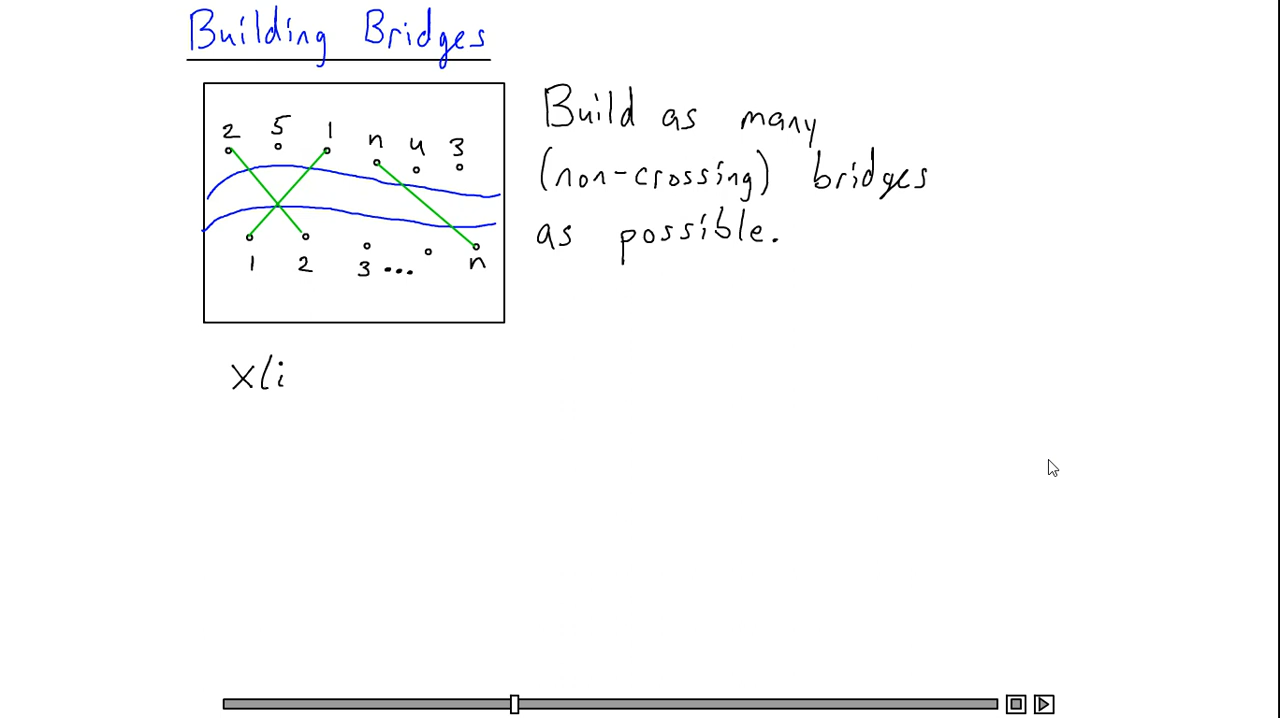 Building Bridges
2 5 1 n 4 3
1 2 3 ... n
Build as many
(non-crossing) bridges
as possible.
x(i